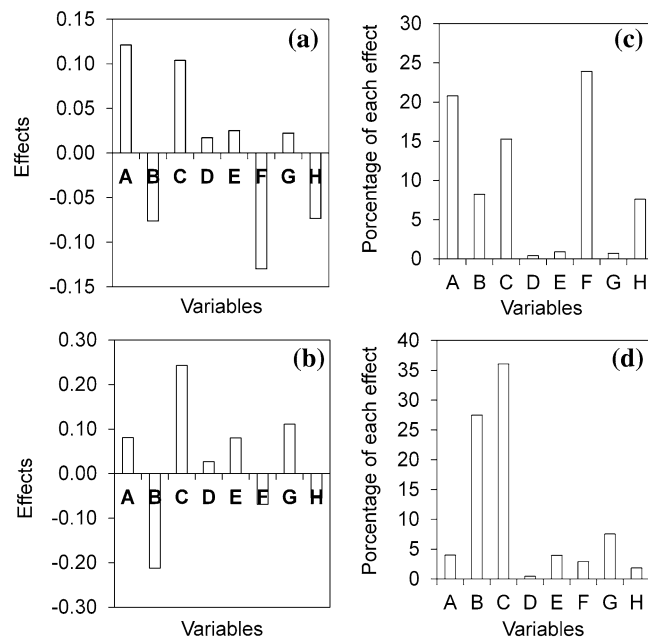 (a)
Effects
0.15
0.10
0.05
0.00
-0.05
-0.10
-0.15
A B C D E F G H
Variables
(c)
Porcentage of each effect
30
25
20
15
10
5
0
A B C D E F G H
Variables
(b)
Effects
0.30
0.20
0.10
0.00
-0.10
-0.20
-0.30
A B C D E F G H
Variables
(d)
Porcentage of each effect
40
35
30
25
20
15
10
5
0
A B C D E F G H
Variables